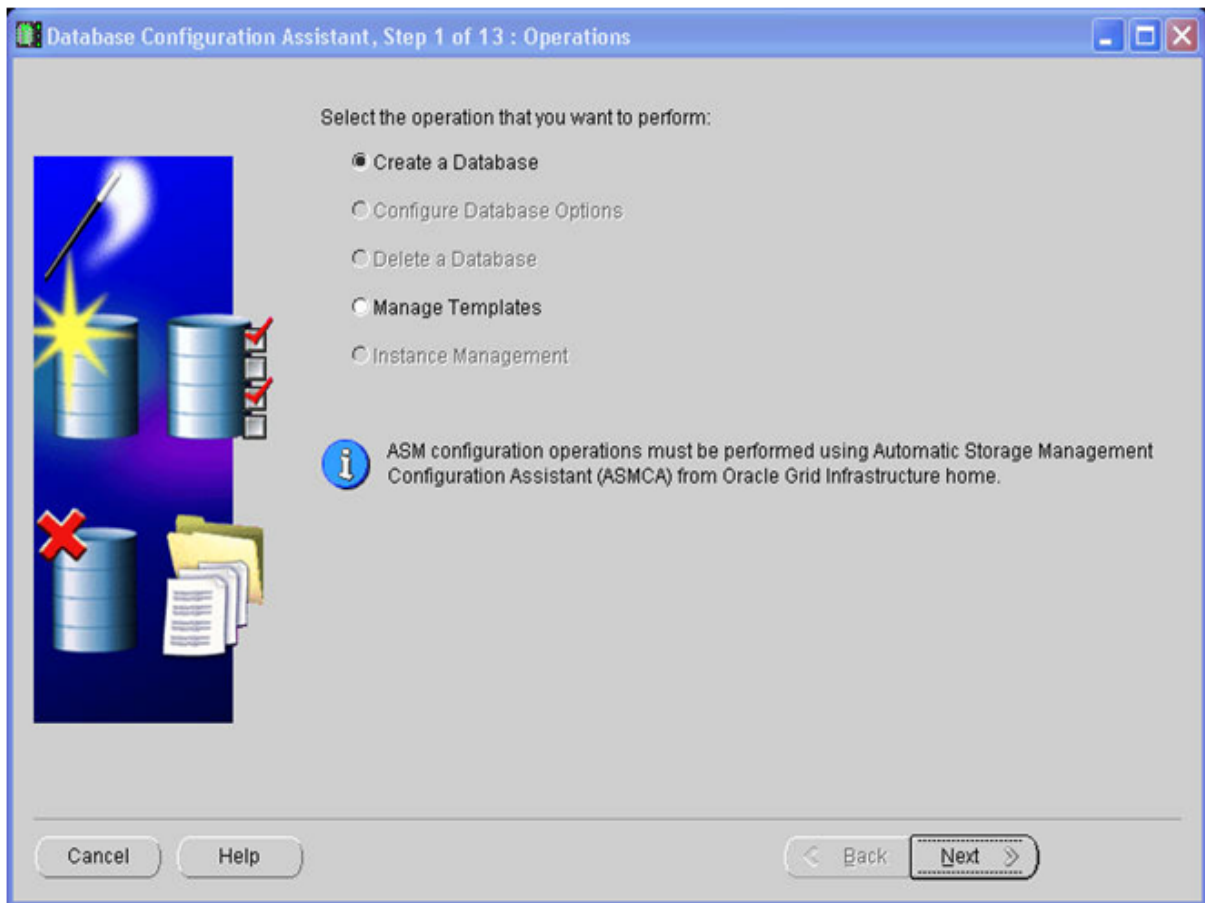 Database Configuration Assistant, Step 1 of 13 : Operations
Select the operation that you want to perform:
Create a Database
Configure Database Options
Delete a Database
Manage Templates
Instance Management
ASM configuration operations must be performed using Automatic Storage Management
Configuration Assistant (ASMCA) from Oracle Grid Infrastructure home.
Cancel
Help
Back
Next